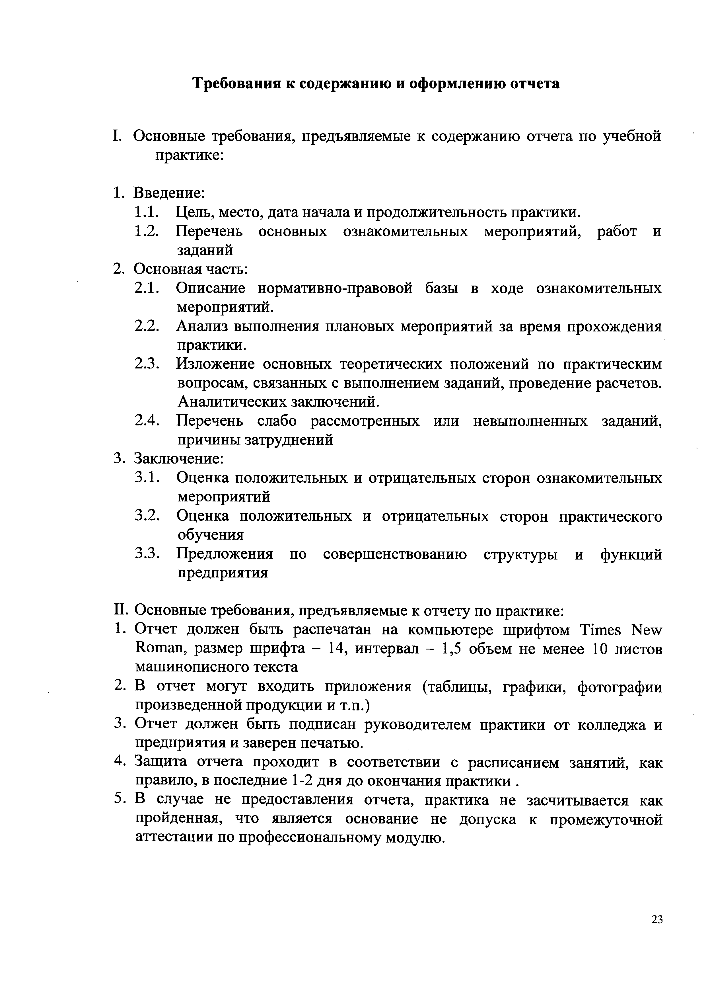 Требования к содержанию и оформлению отчета
I. Основные требования, предъявляемые к содержанию отчета по учебной
практике:
1. Введение:
1.1. Цель, место, дата начала и продолжительность практики.
1.2. Перечень основных ознакомительных мероприятий, работ и
заданий
2. Основная часть:
2.1. Описание нормативно-правовой базы в ходе ознакомительных
мероприятий.
2.2. Анализ выполнения плановых мероприятий за время прохождения
практики.
2.3. Изложение основных теоретических положений по практическим
вопросам, связанных с выполнением заданий, проведение расчетов.
Аналитических заключений.
2.4. Перечень слабо рассмотренных или невыполненных заданий,
причины затруднений
3. Заключение:
3.1. Оценка положительных и отрицательных сторон ознакомительных
мероприятий
3.2. Оценка положительных и отрицательных сторон практического
обучения
3.3. Предложения по совершенствованию структуры и функций
предприятия
II. Основные требования, предъявляемые к отчету по практике:
1. Отчет должен быть распечатан на компьютере шрифтом Times New
Roman, размер шрифта – 14, интервал – 1,5 объем не менее 10 листов
машинописного текста
2. В отчет могут входить приложения (таблицы, графики, фотографии
произведенной продукции и т.п.)
3. Отчет должен быть подписан руководителем практики от колледжа и
предприятия и заверен печатью.
4. Защита отчета проходит в соответствии с расписанием занятий, как
правило, в последние 1-2 дня до окончания практики .
5. В случае не предоставления отчета, практика не засчитывается как
пройденная, что является основание не допуска к промежуточной
аттестации по профессиональному модулю.
23